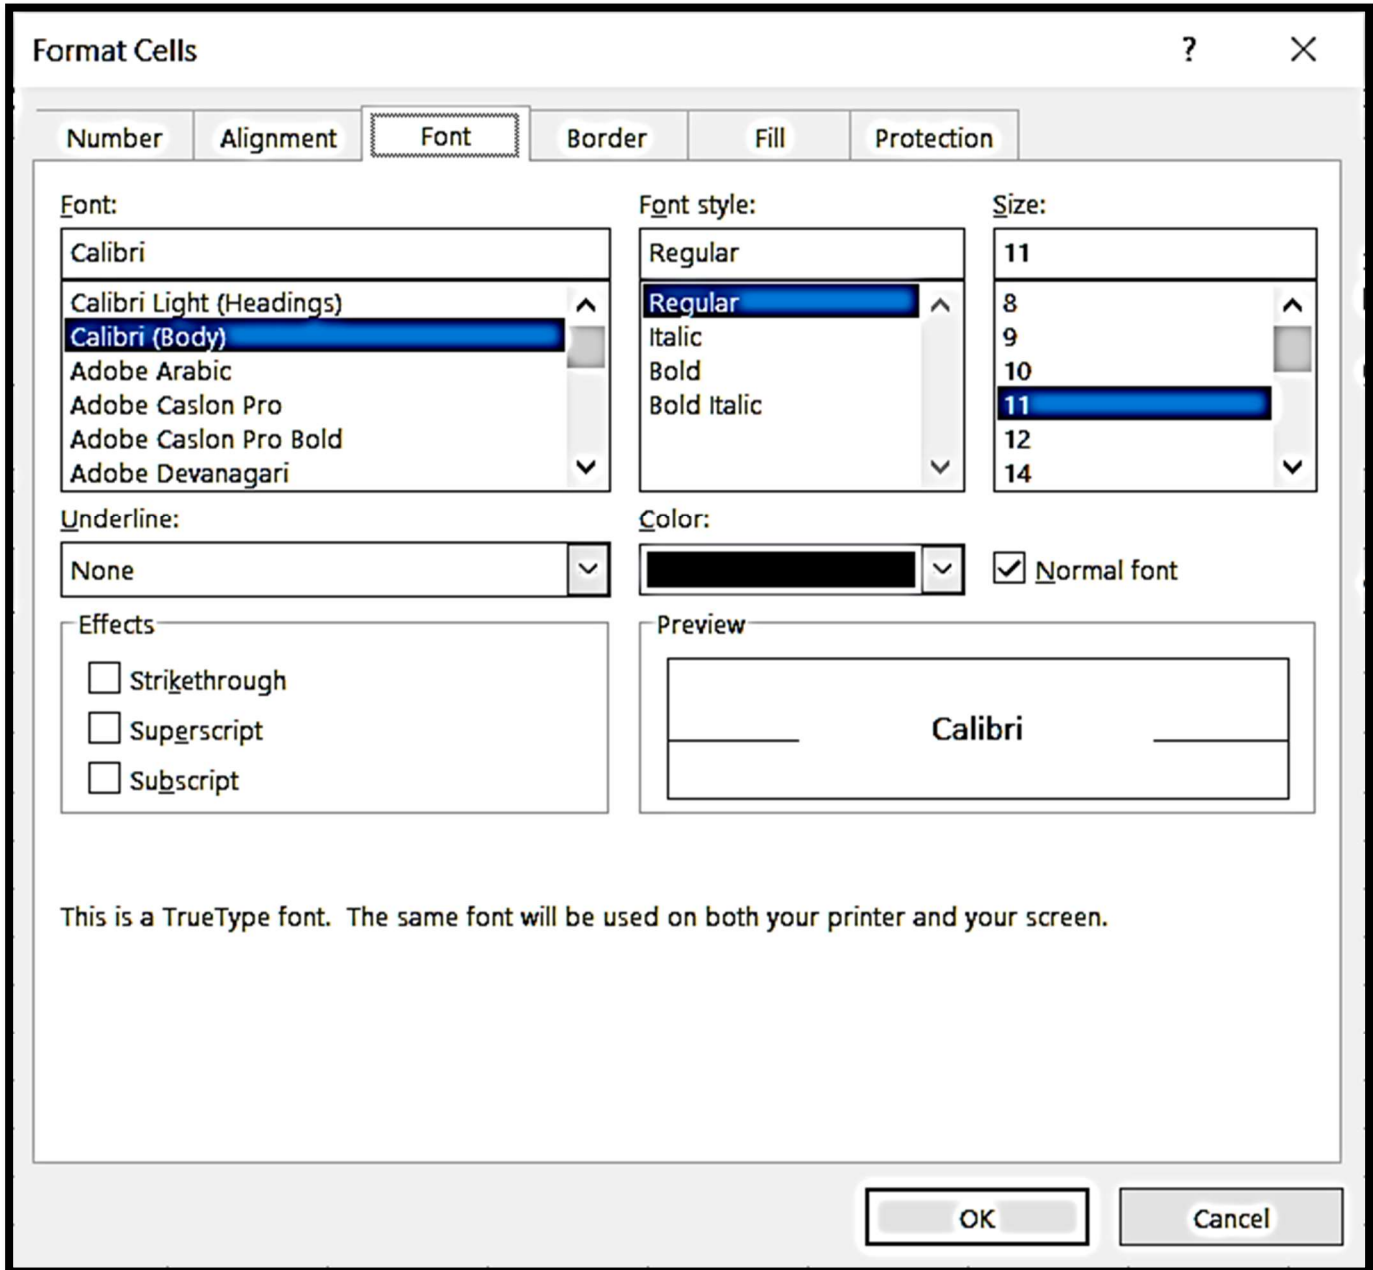 Format Cells ?
Number Alignment Font Border Fill Protection
Font: Font style: Size:
Calibri Regular 11
Calibri Light (Headings) Regular 8
Calibri (Body) Italic 9
Adobe Arabic Bold 10
Adobe Caslon Pro Bold Italic 11
Adobe Caslon Pro Bold 12
Adobe Devanagari 14
Underline: Color:
None Normal font
Effects Preview
Strikethrough
Superscript Calibri
Subscript
This is a TrueType font.  The same font will be used on both your printer and your screen.
OK Cancel